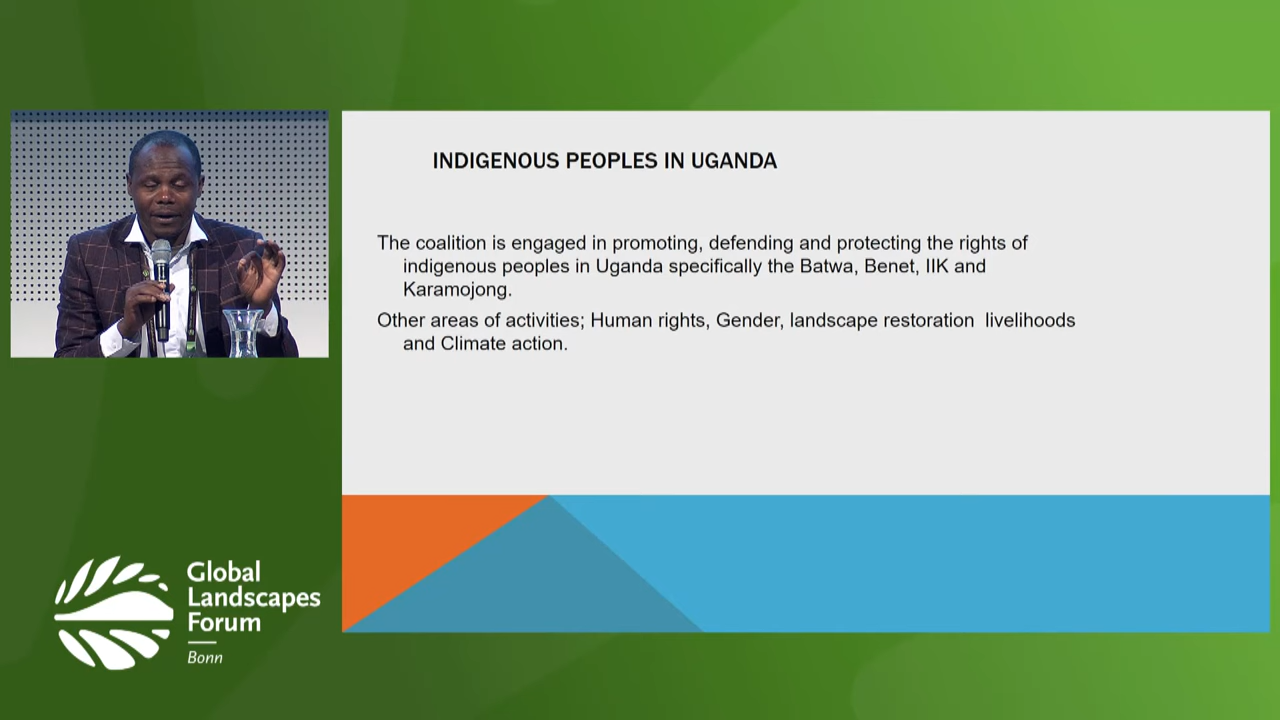 INDIGENOUS PEOPLES IN UGANDA
The coalition is engaged in promoting, defending and protecting the rights of
indigenous peoples in Uganda specifically the Batwa, Benet, IIK and
Karamojong.
Other areas of activities; Human rights, Gender, landscape restoration  livelihoods
and Climate action.
Global
Landscapes
Forum
Bonn